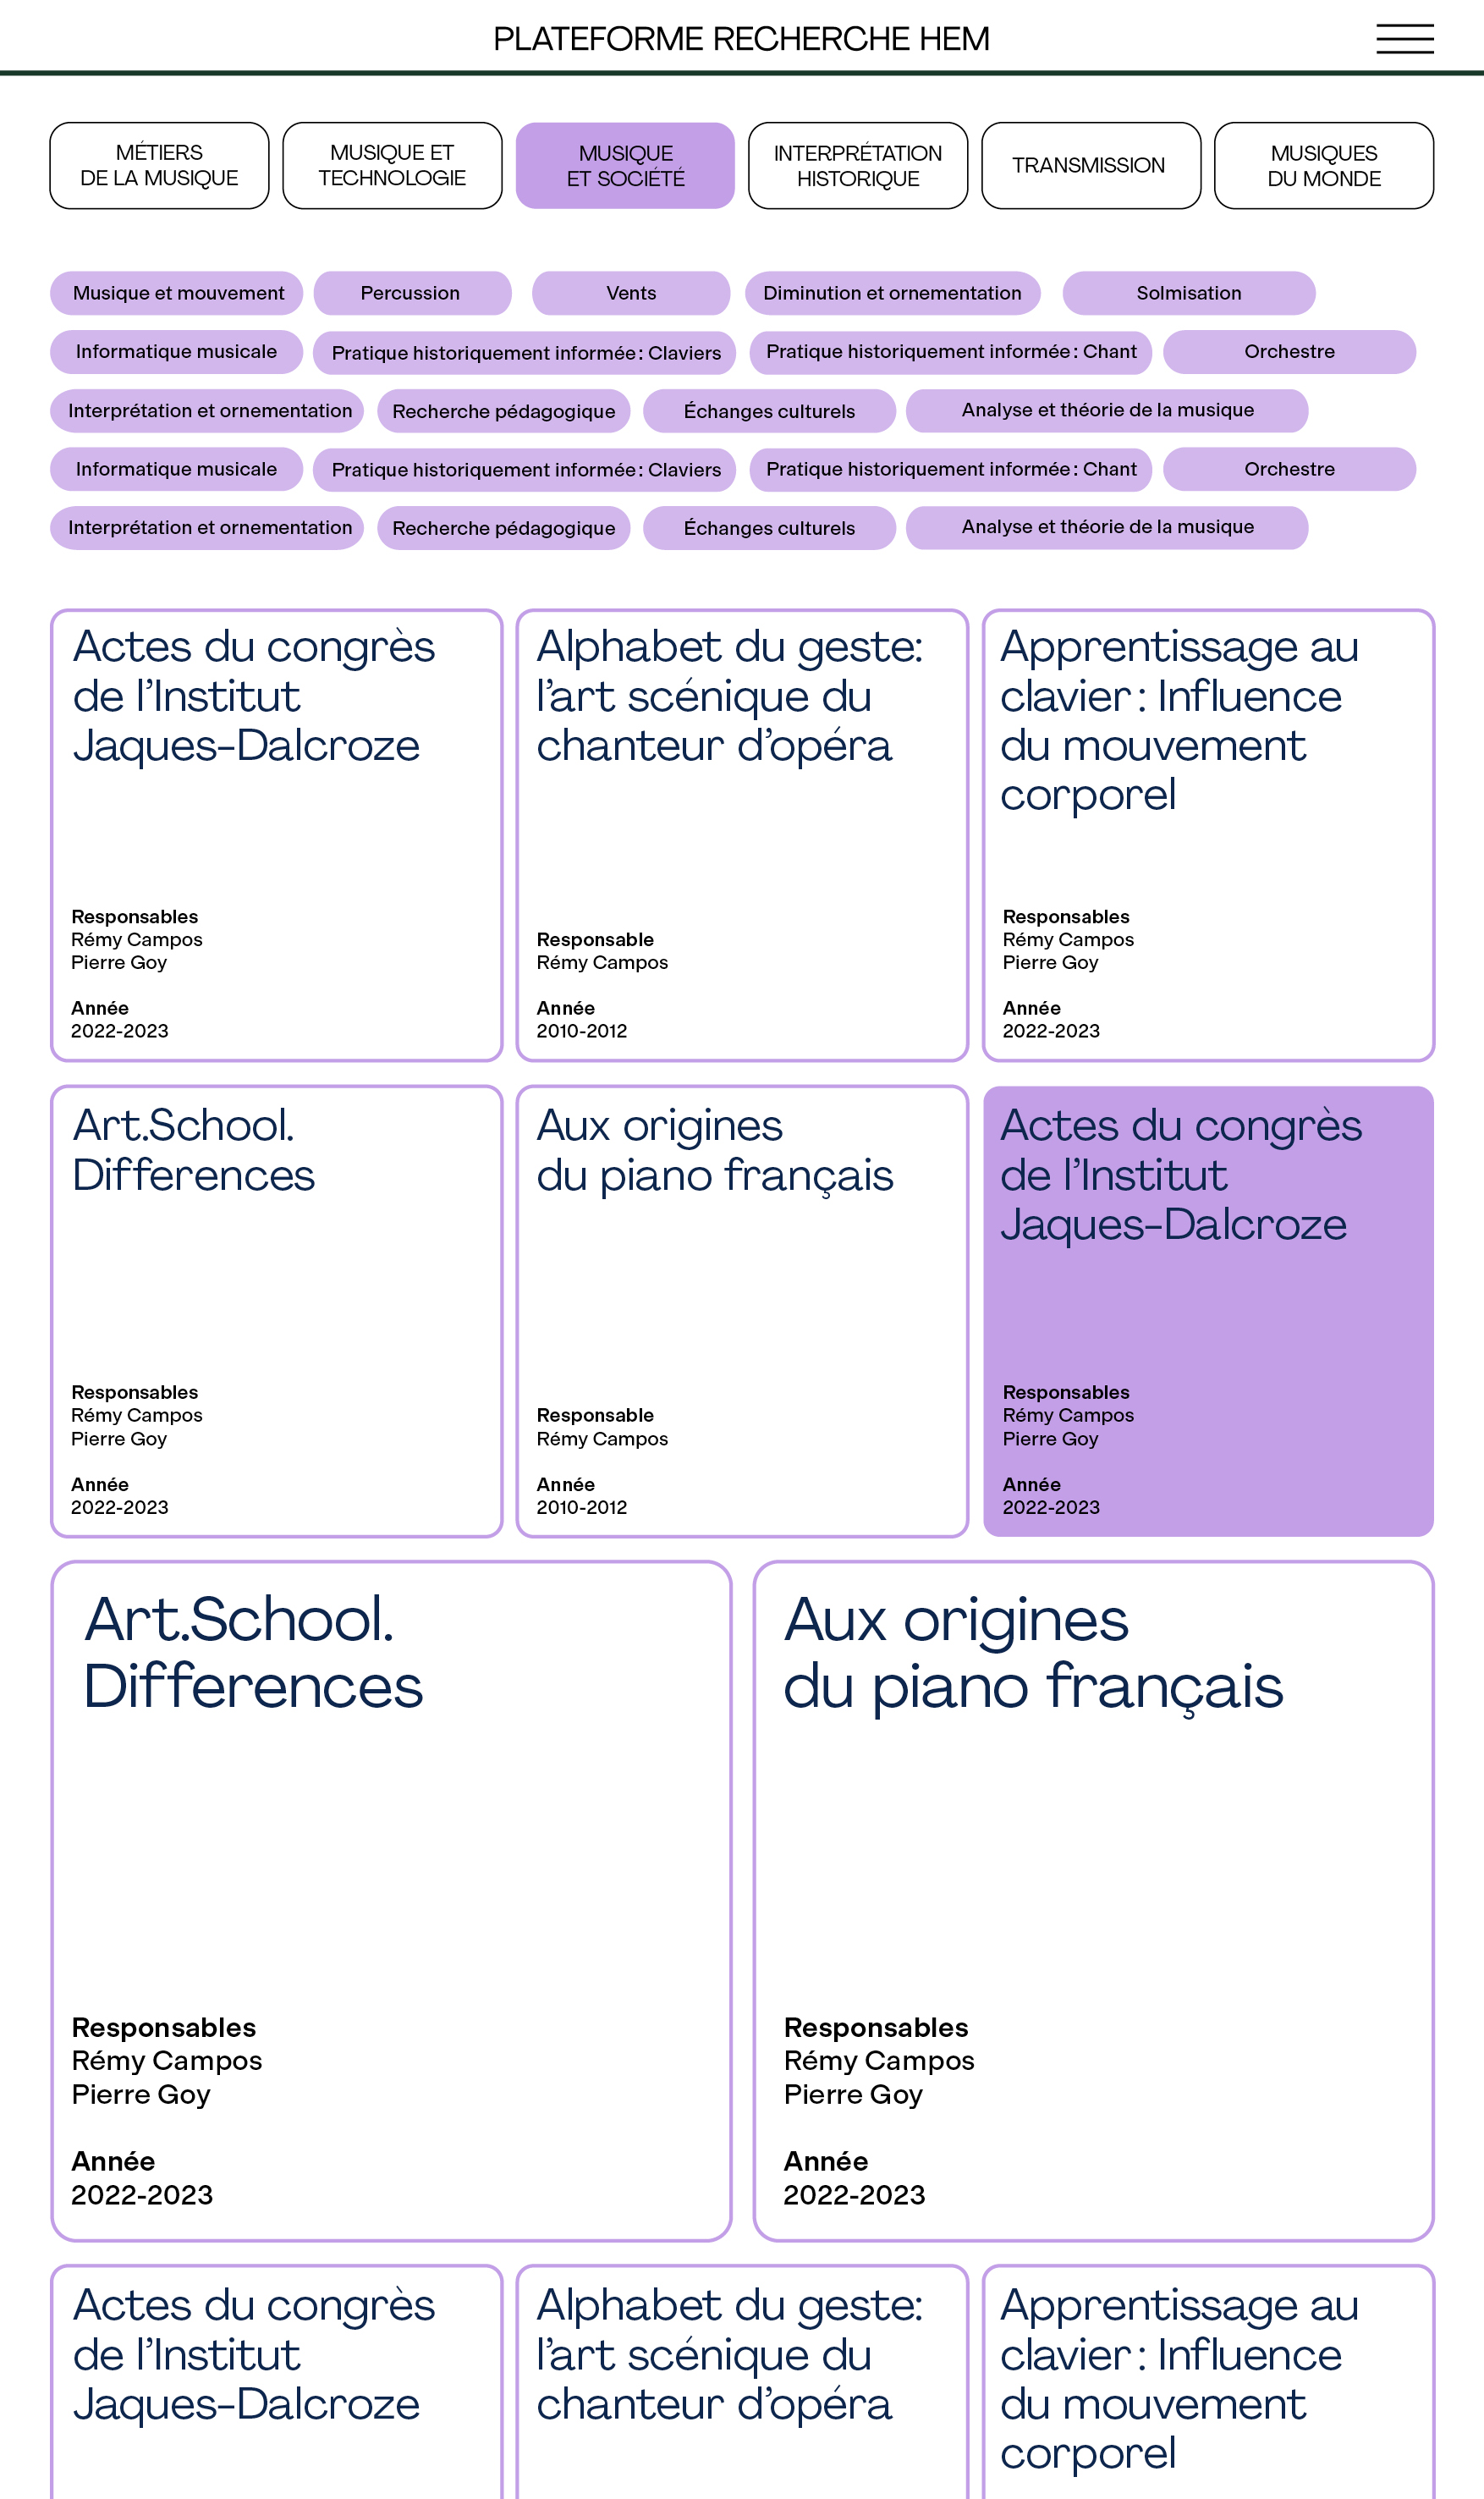 PLATEFORME RECHERCHE HEM
MÉTIERS
DE LA MUSIQUE
MUSIQUE ET
TECHNOLOGIE
MUSIQUE
ET SOCIÉTÉ
INTERPRÉTATION
HISTORIQUE
TRANSMISSION
MUSIQUES
DU MONDE
Musique et mouvement
Percussion
Vents
Diminution et ornementation
Solmisation
Informatique musicale
Pratique historiquement informée : Claviers
Pratique historiquement informée : Chant
Orchestre
Interprétation et ornementation
Recherche pédagogique
Échanges culturels
Analyse et théorie de la musique
Informatique musicale
Pratique historiquement informée : Claviers
Pratique historiquement informée : Chant
Orchestre
Interprétation et ornementation
Recherche pédagogique
Échanges culturels
Analyse et théorie de la musique
Actes du congrès
de l’Institut
Jaques-Dalcroze
Responsables
Rémy Campos
Pierre Goy
Année
2022-2023
Alphabet du geste:
l’art scénique du
chanteur d’opéra
Responsable
Rémy Campos
Année
2010-2012
Apprentissage au
clavier : Influence
du mouvement
corporel
Responsables
Rémy Campos
Pierre Goy
Année
2022-2023
Art.School.
Differences
Responsables
Rémy Campos
Pierre Goy
Année
2022-2023
Aux origines
du piano français
Responsable
Rémy Campos
Année
2010-2012
Actes du congrès
de l’Institut
Jaques-Dalcroze
Responsables
Rémy Campos
Pierre Goy
Année
2022-2023
Art.School.
Differences
Responsables
Rémy Campos
Pierre Goy
Année
2022-2023
Aux origines
du piano français
Responsables
Rémy Campos
Pierre Goy
Année
2022-2023
Actes du congrès
de l’Institut
Jaques-Dalcroze
Alphabet du geste:
l’art scénique du
chanteur d’opéra
Apprentissage au
clavier : Influence
du mouvement
corporel